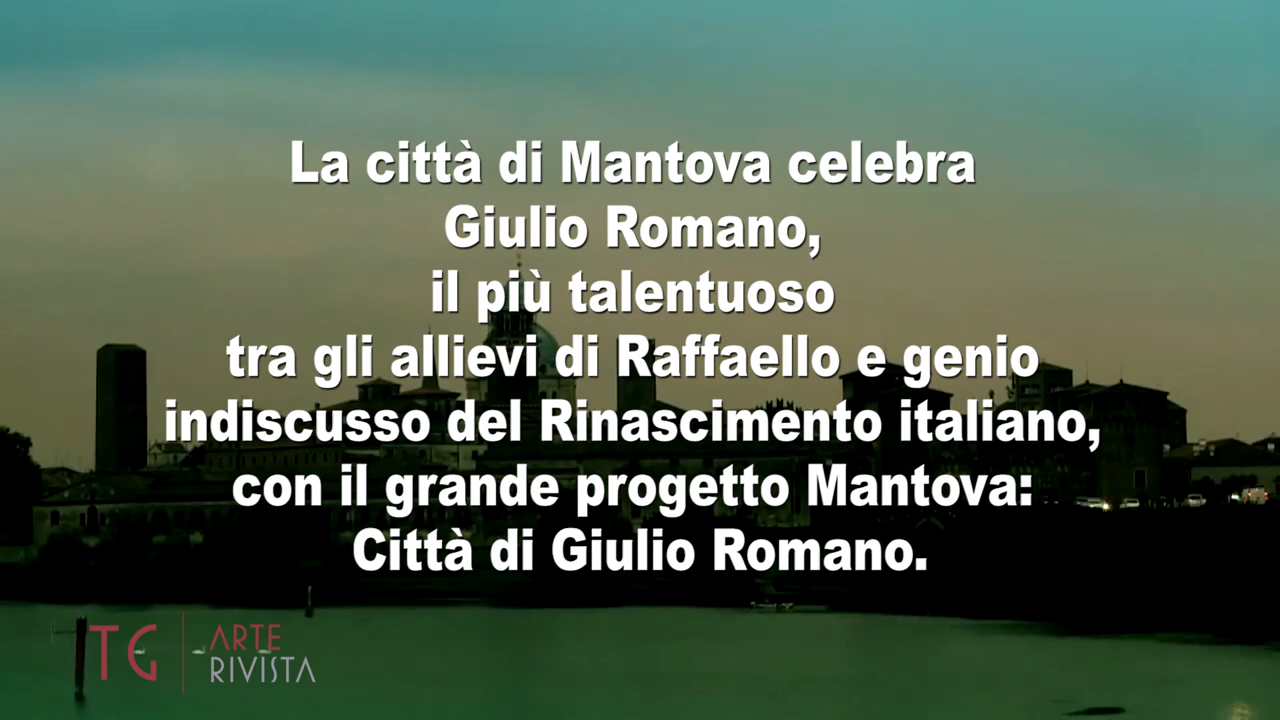 La città di Mantova celebra
Giulio Romano,
il più talentuoso
tra gli allievi di Raffaello e genio
indiscusso del Rinascimento italiano,
con il grande progetto Mantova:
Città di Giulio Romano.
TG ARTE
RIVISTA